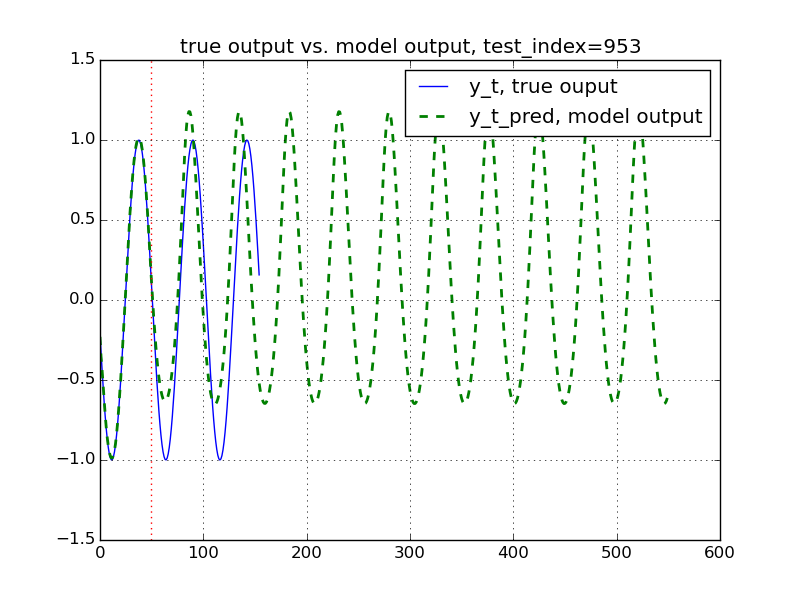 true output vs. model output, test_index=953
y_t, true ouput
y_t_pred, model output
1.5
1.0
0.5
0.0
−0.5
−1.0
−1.5
0 100 200 300 400 500 600